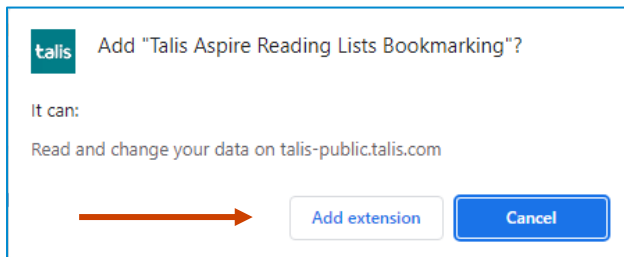 talis
Add "Talis Aspire Reading Lists Bookmarking"?
It can:
Read and change your data on talis-public.talis.com
Add extension
Cancel